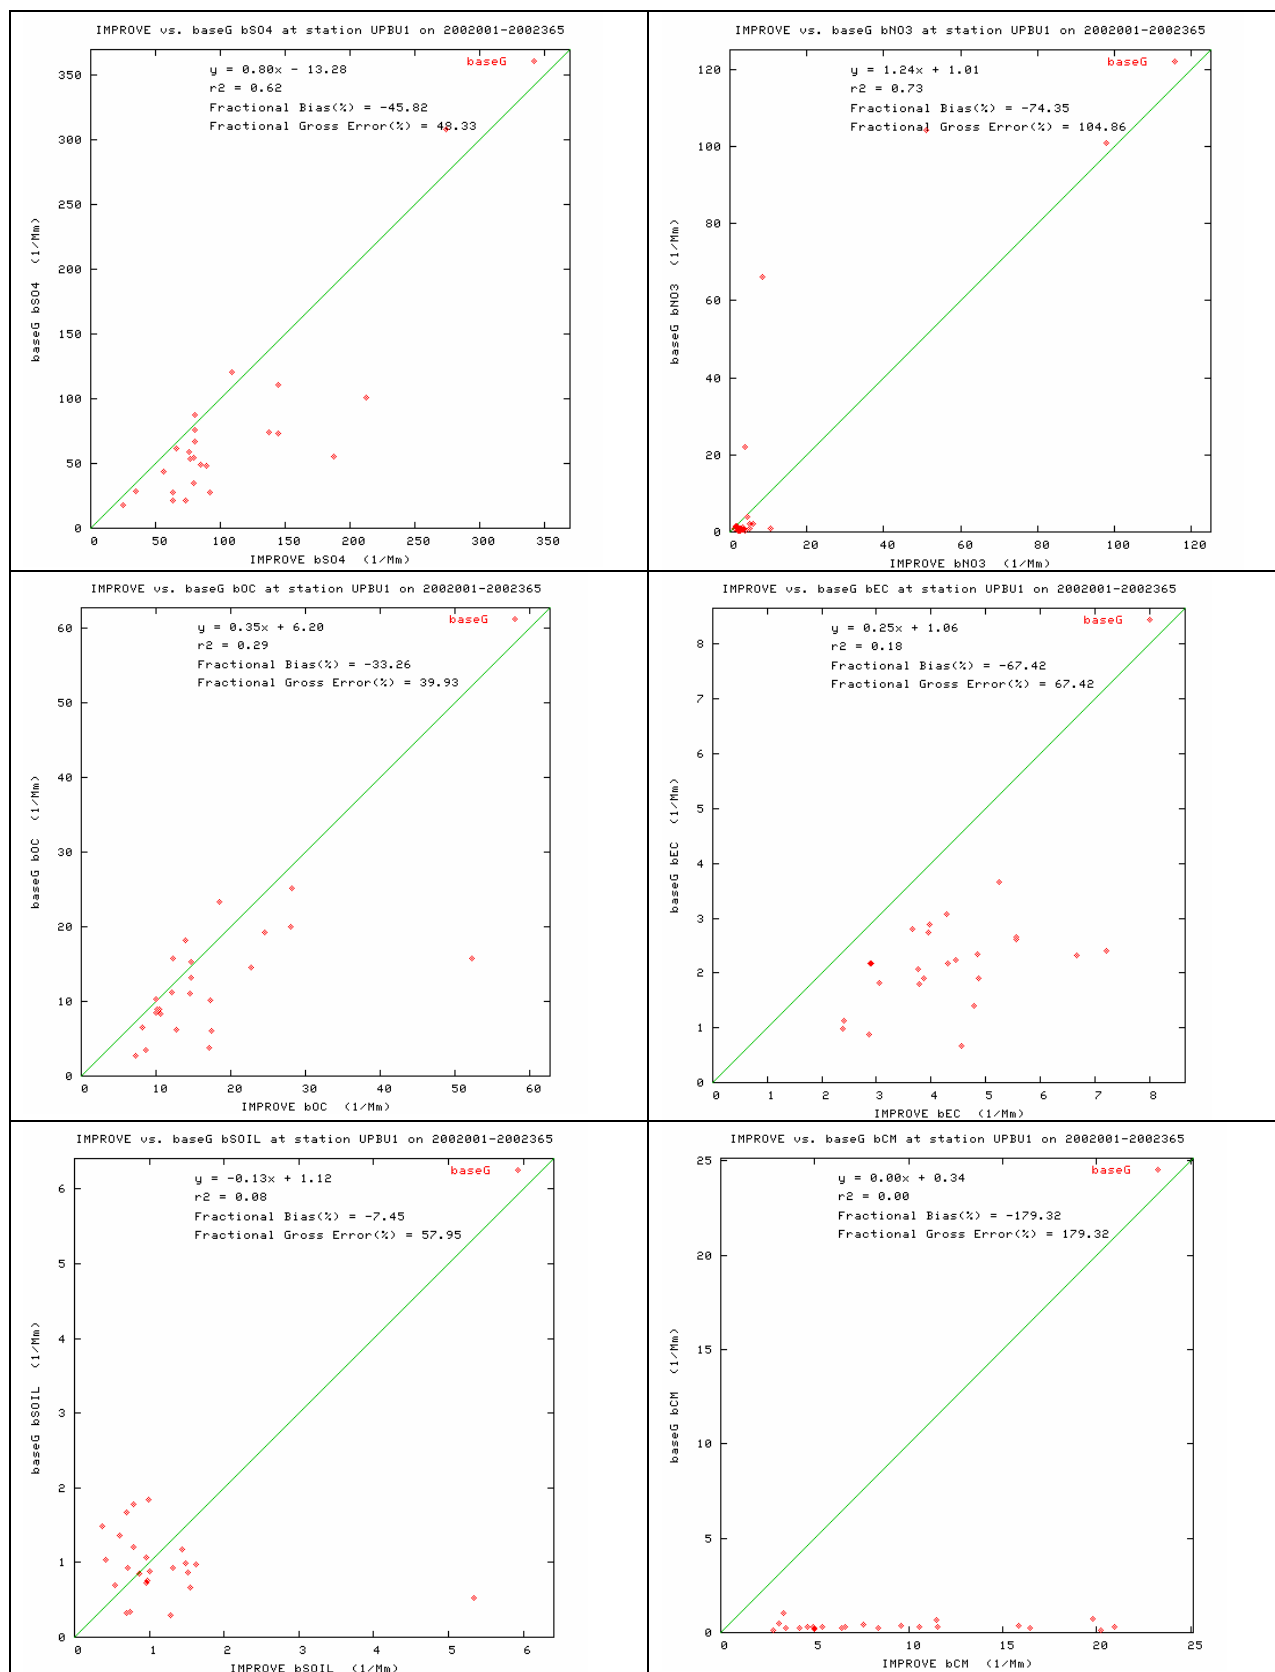 IMPROVE vs. baseG bSO4 at station UPBU1 on 2002001-2002365
baseG
y = 0.80x - 13.28
r2 = 0.62
Fractional Bias(%) = -45.82
Fractional Gross Error(%) = 48.33
350
300
250
200
150
100
50
0
baseG bSO4 (1/Mm)
0 50 100 150 200 250 300 350
IMPROVE bSO4 (1/Mm)
IMPROVE vs. baseG bNO3 at station UPBU1 on 2002001-2002365
baseG
y = 1.24x + 1.01
r2 = 0.73
Fractional Bias(%) = -74.35
Fractional Gross Error(%) = 104.86
120
100
80
60
40
20
0
baseG bNO3 (1/Mm)
0 20 40 60 80 100 120
IMPROVE bNO3 (1/Mm)
IMPROVE vs. baseG bOC at station UPBU1 on 2002001-2002365
baseG
y = 0.35x + 6.20
r2 = 0.29
Fractional Bias(%) = -33.26
Fractional Gross Error(%) = 39.93
60
50
40
30
20
10
0
baseG bOC (1/Mm)
0 10 20 30 40 50 60
IMPROVE bOC (1/Mm)
IMPROVE vs. baseG bEC at station UPBU1 on 2002001-2002365
baseG
y = 0.25x + 1.06
r2 = 0.18
Fractional Bias(%) = -67.42
Fractional Gross Error(%) = 67.42
8
7
6
5
4
3
2
1
0
baseG bEC (1/Mm)
0 1 2 3 4 5 6 7 8
IMPROVE bEC (1/Mm)
IMPROVE vs. baseG bSOIL at station UPBU1 on 2002001-2002365
baseG
y = -0.13x + 1.12
r2 = 0.08
Fractional Bias(%) = -7.45
Fractional Gross Error(%) = 57.95
6
5
4
3
2
1
0
baseG bSOIL (1/Mm)
0 1 2 3 4 5 6
IMPROVE bSOIL (1/Mm)
IMPROVE vs. baseG bCM at station UPBU1 on 2002001-2002365
baseG
y = 0.00x + 0.34
r2 = 0.00
Fractional Bias(%) = -179.32
Fractional Gross Error(%) = 179.32
25
20
15
10
5
0
baseG bCM (1/Mm)
0 5 10 15 20 25
IMPROVE bCM (1/Mm)